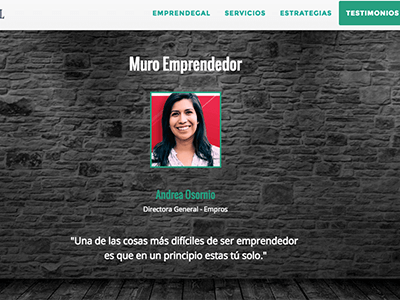 EMPRENDEGAL SERVICIOS ESTRATEGIAS TESTIMONIOS
Muro Emprendedor
Andrea Osornio
Directora General - Empros
"Una de las cosas más difíciles de ser emprendedor
es que en un principio estas tú solo."